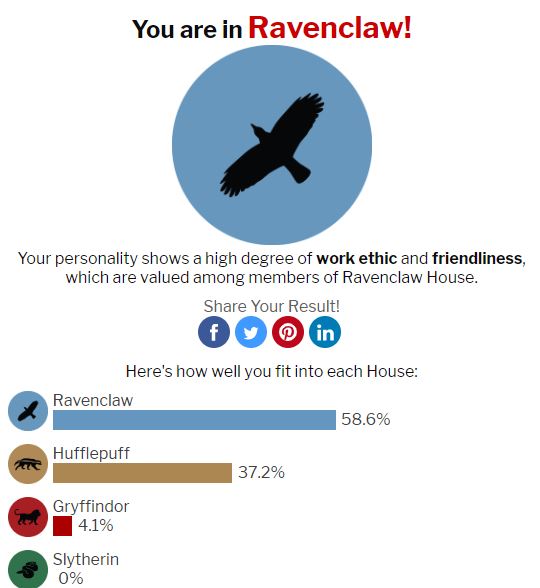 You are in Ravenclaw!
Your personality shows a high degree of work ethic and friendliness,
which are valued among members of Ravenclaw House.
Share Your Result!
Here's how well you fit into each House:
Ravenclaw
58.6%
Hufflepuff
37.2%
Gryffindor
4.1%
Slytherin
0%